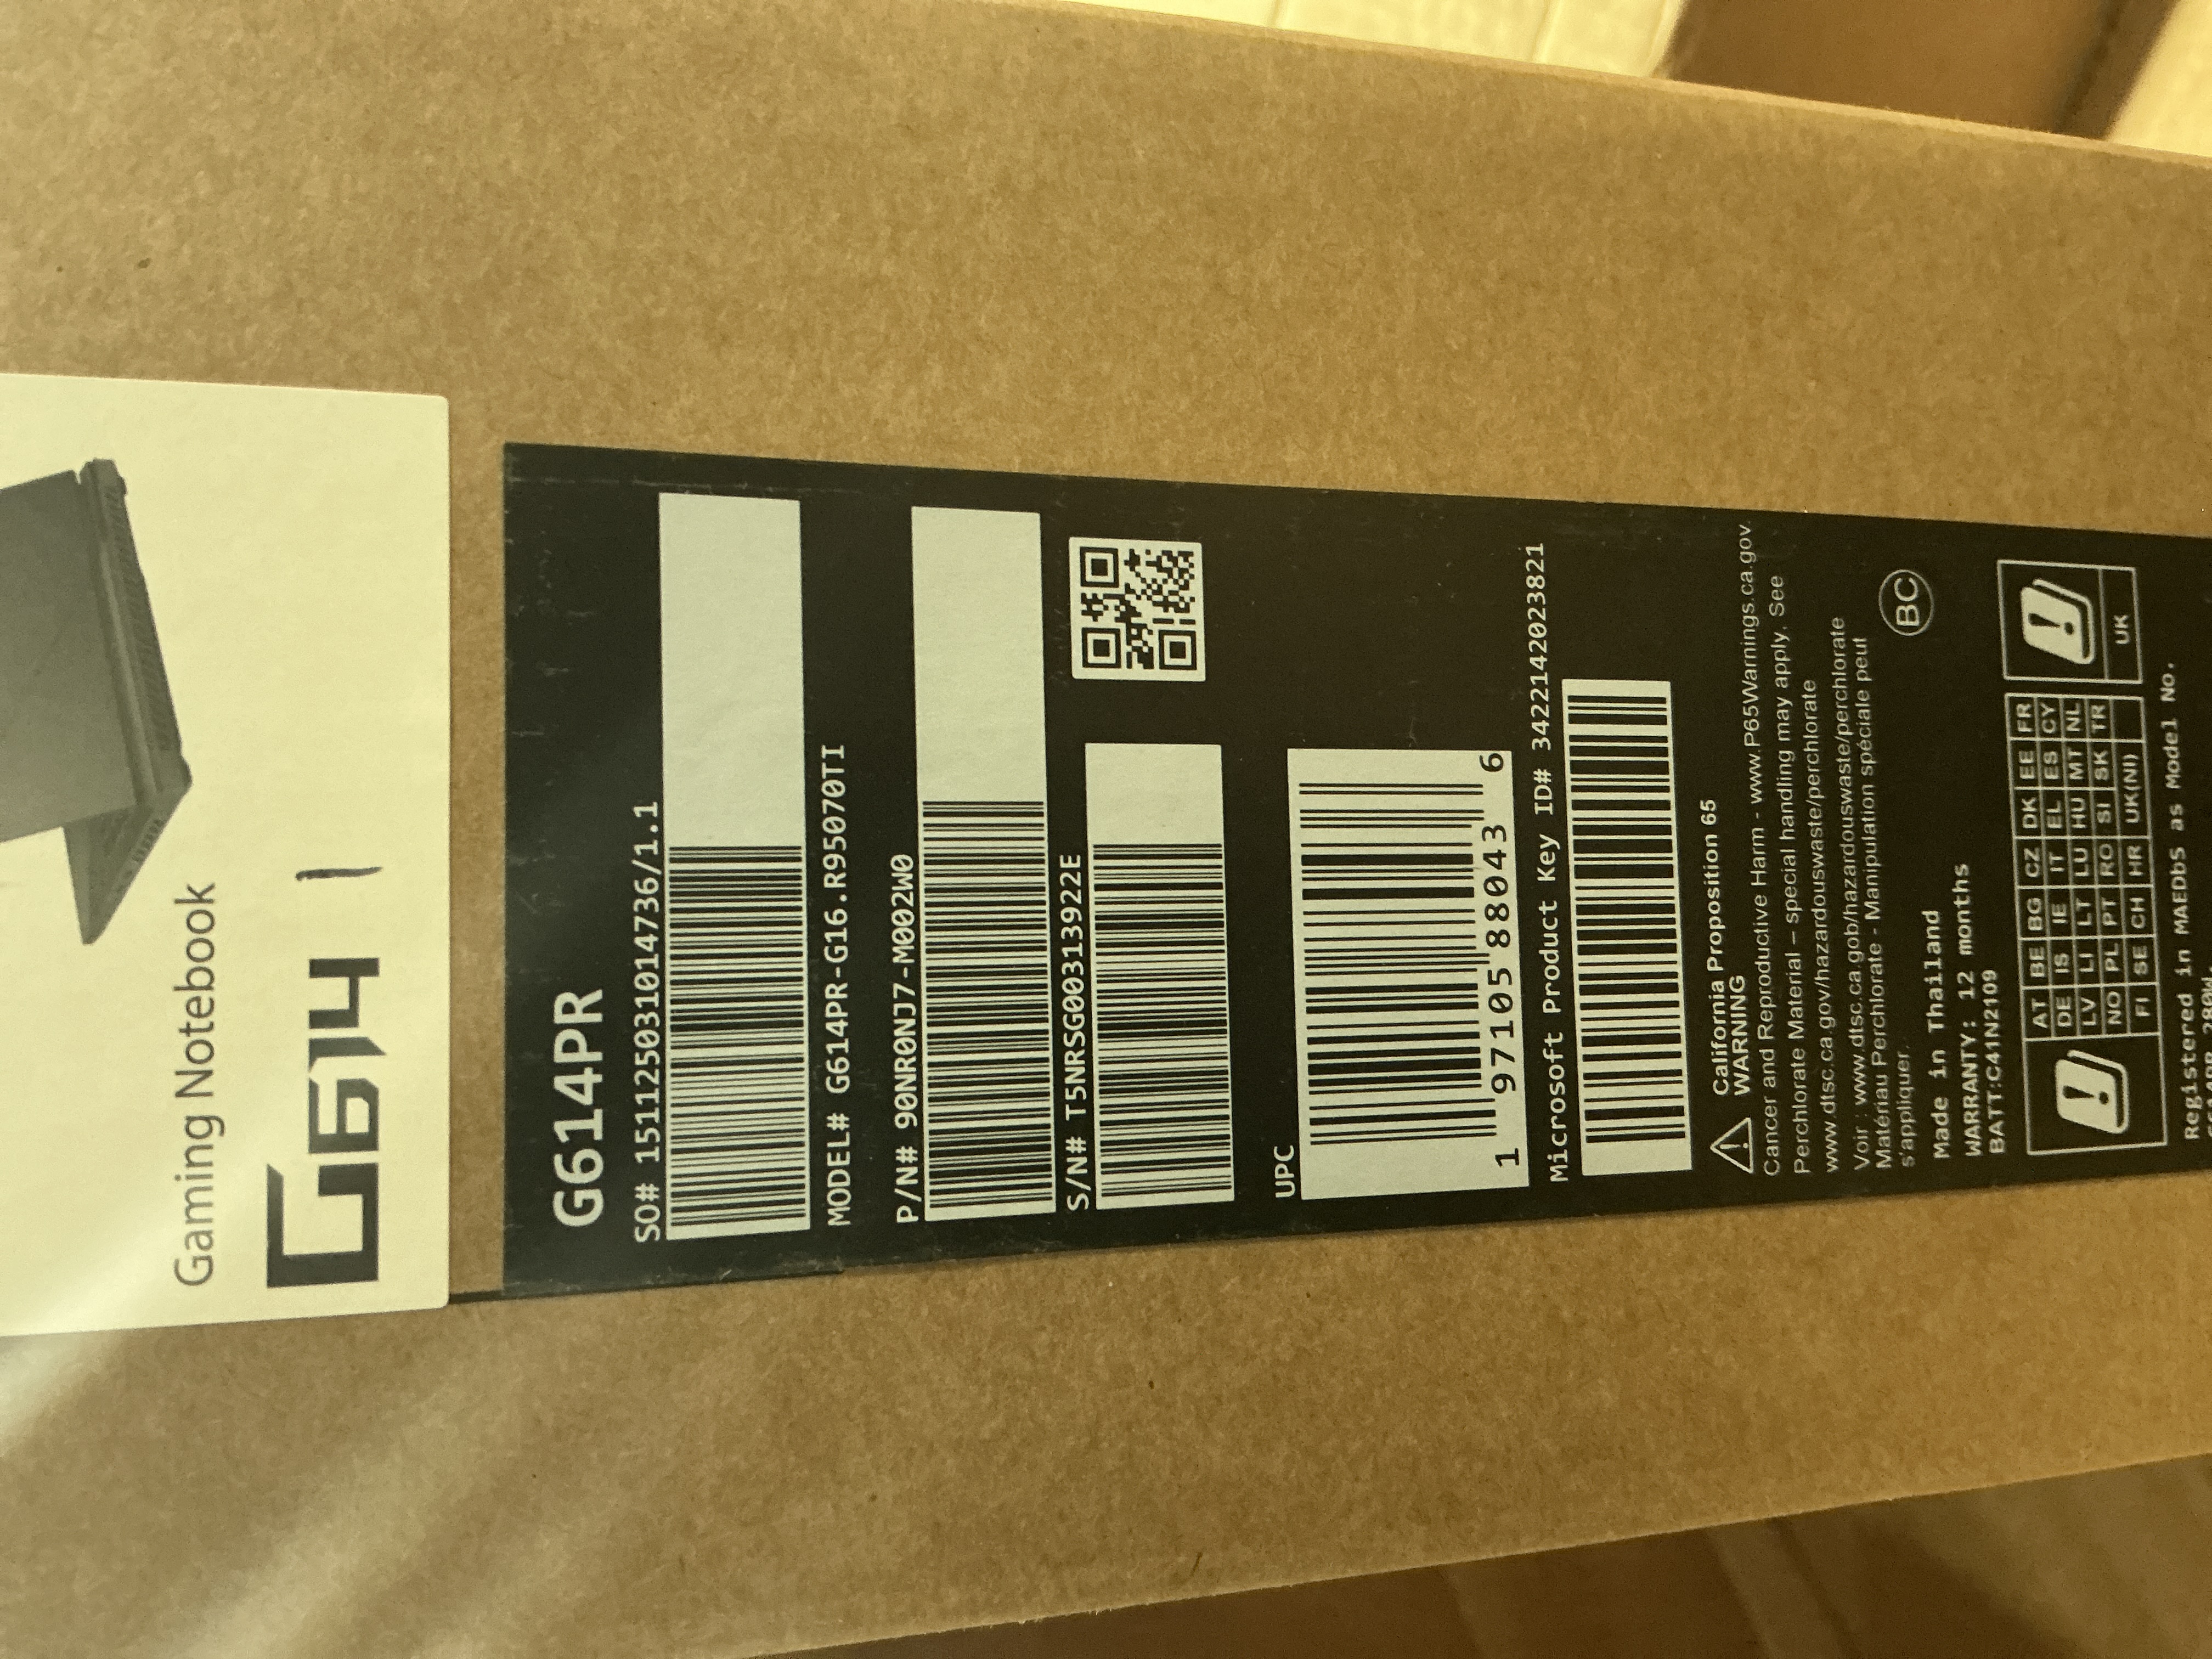 Gaming Notebook
G614
G614PR
SO# 15112503101473​6/1.1
MODEL# G614PR-G16.R95070TI
P/N# 90NR0NJ7-M002W0
S/N# T5NRSG00313922E
UPC
1 97105 88043 6
Microsoft Product Key ID# 3422142023821
California Proposition 65
WARNING
Cancer and Reproductive Harm - www.P65Warnings.ca.gov.
Perchlorate Material – special handling may apply. See
www.dtsc.ca.gov/hazardouswaste/perchlorate
Voir : www.dtsc.ca.gob/hazardouswaste/perchlorate
Matériau Perchlorate - Manipulation spéciale peut
s'appliquer.
BC
Made in Thailand
WARRANTY: 12 months
BATT:C41N2109
AT BE BG CZ DK EE FR
DE IS IE IT EL ES CY
LV LI LT LU HU MT NL
NO PL PT RO SI SK TR
FI SE CH HR UK(NI)
UK
Registered in MAEDbS as Model No.